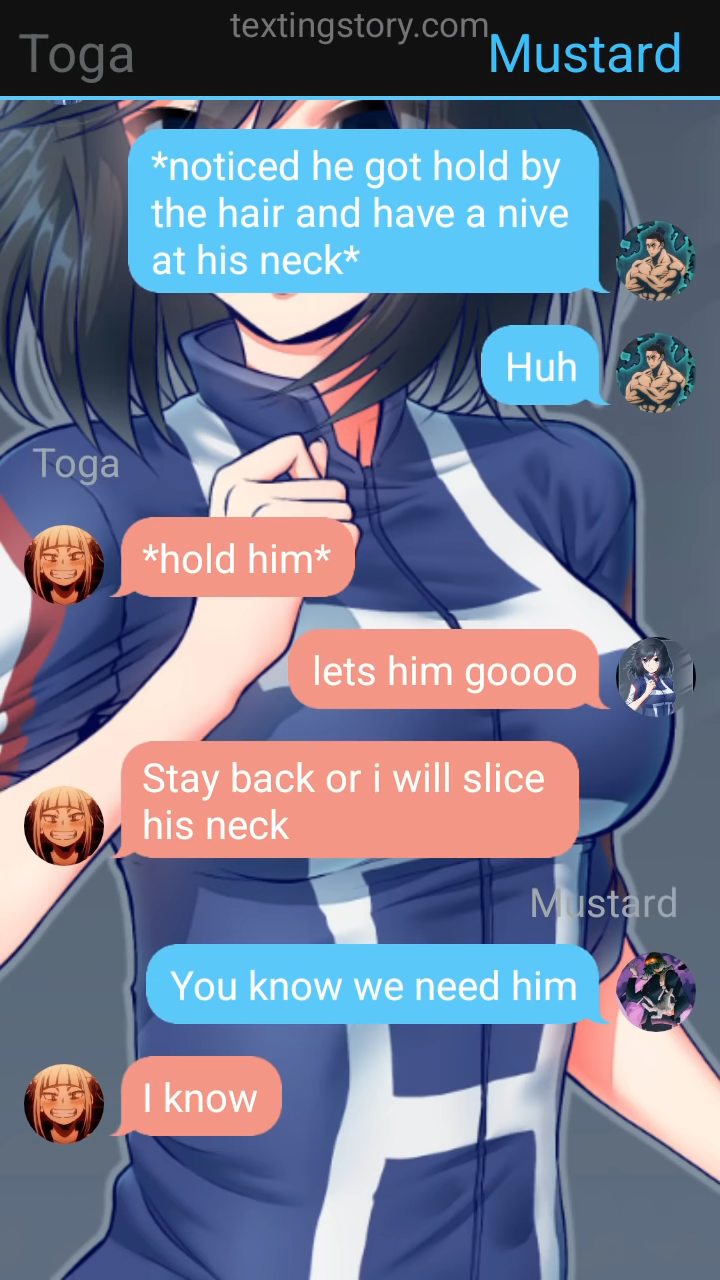 textingstory.com
Toga
Mustard
*noticed he got hold by
the hair and have a nive
at his neck*
Huh
Toga
*hold him*
lets him goooo
Stay back or i will slice
his neck
Mustard
You know we need him
I know